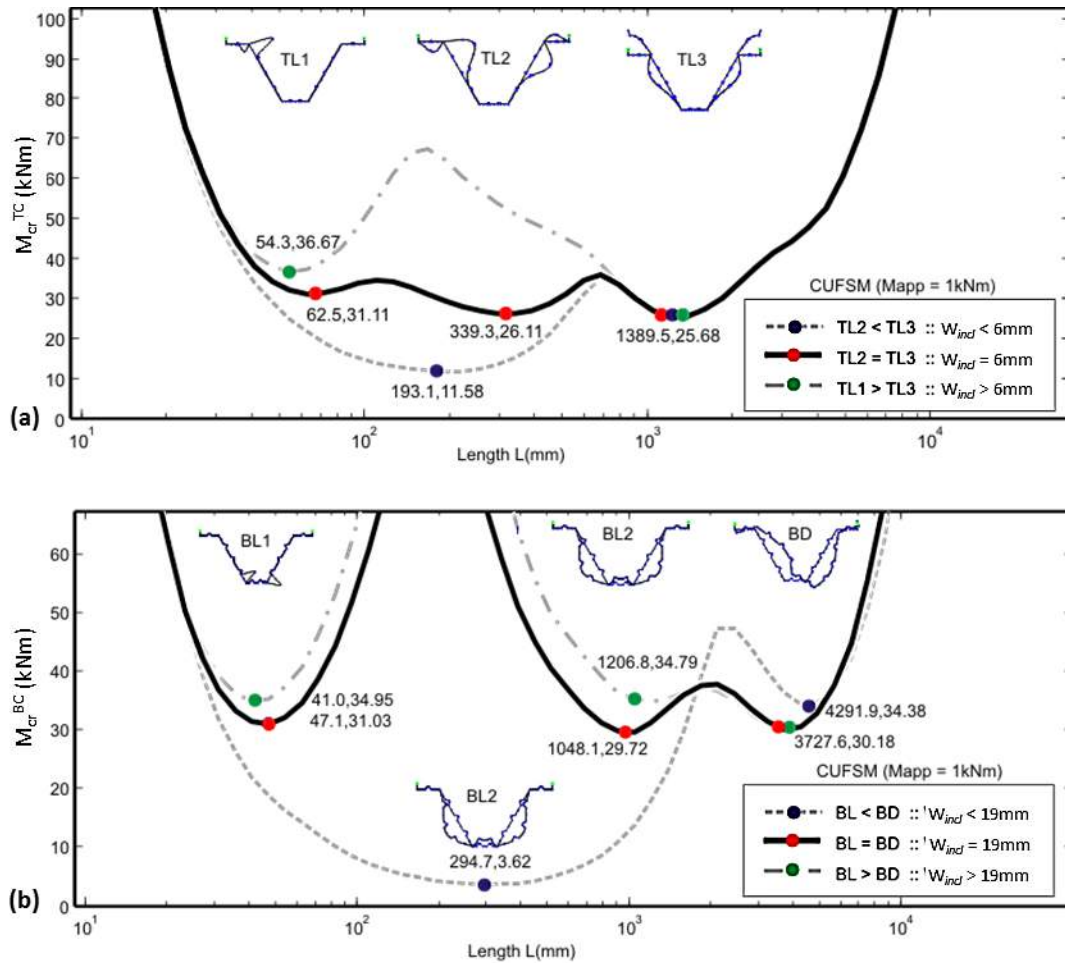 100
90
80
70
60
50
40
30
20
10
0
M_cr^TC (kNm)
TL1
TL2
TL3
54.3,36.67
62.5,31.11
339.3,26.11
193.1,11.58
1389.5,25.68
CUFSM (Mapp = 1kNm)
TL2 < TL3 :: W_incl < 6mm
TL2 = TL3 :: W_incl = 6mm
TL1 > TL3 :: W_incl > 6mm
(a)
10^1
10^2
10^3
10^4
Length L(mm)
60
50
40
30
20
10
0
M_cr^BC (kNm)
BL1
BL2
BD
41.0,34.95
47.1,31.03
1206.8,34.79
1048.1,29.72
4291.9,34.38
3727.6,30.18
BL2
294.7,3.62
CUFSM (Mapp = 1kNm)
BL < BD :: 'W_incl < 19mm
BL = BD :: 'W_incl = 19mm
BL > BD :: 'W_incl > 19mm
(b)
10^1
10^2
10^3
10^4
Length L(mm)